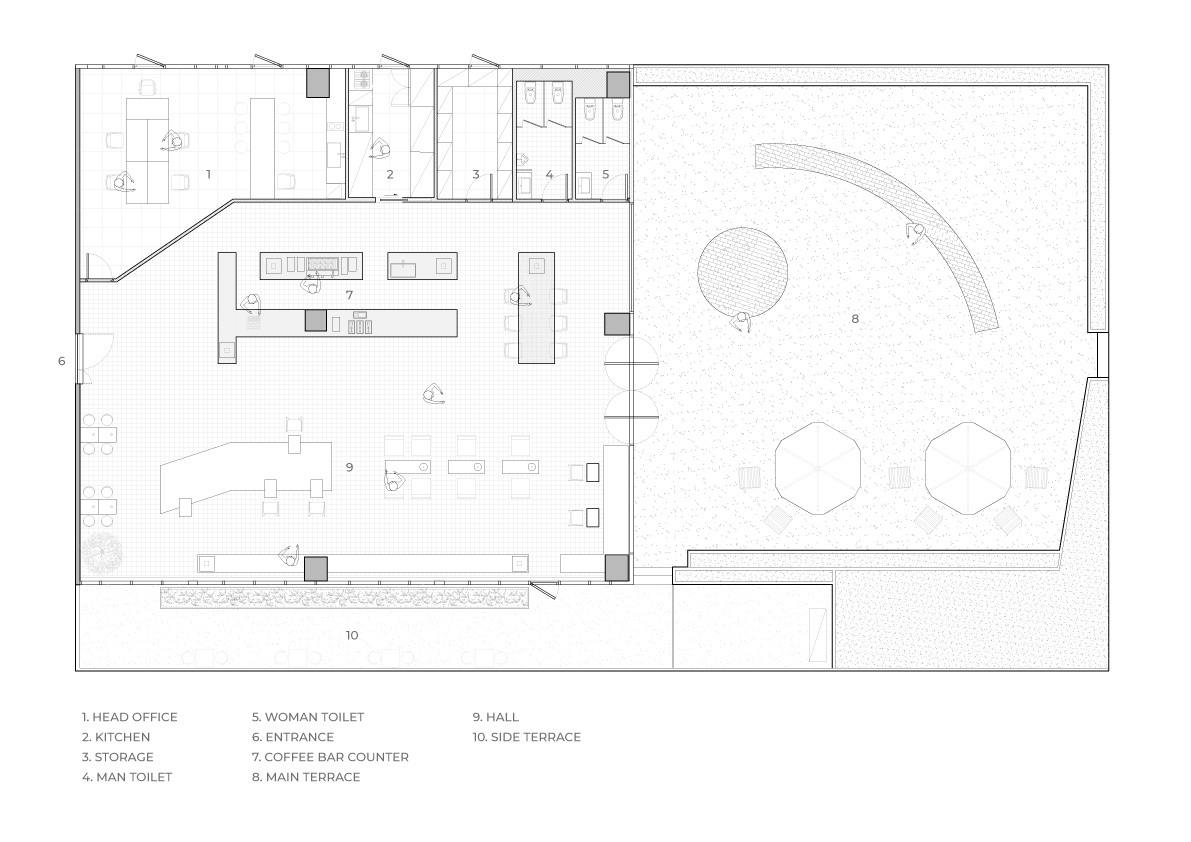 1
2
3
4
5
6
7
8
9
10
1. HEAD OFFICE
2. KITCHEN
3. STORAGE
4. MAN TOILET
5. WOMAN TOILET
6. ENTRANCE
7. COFFEE BAR COUNTER
8. MAIN TERRACE
9. HALL
10. SIDE TERRACE